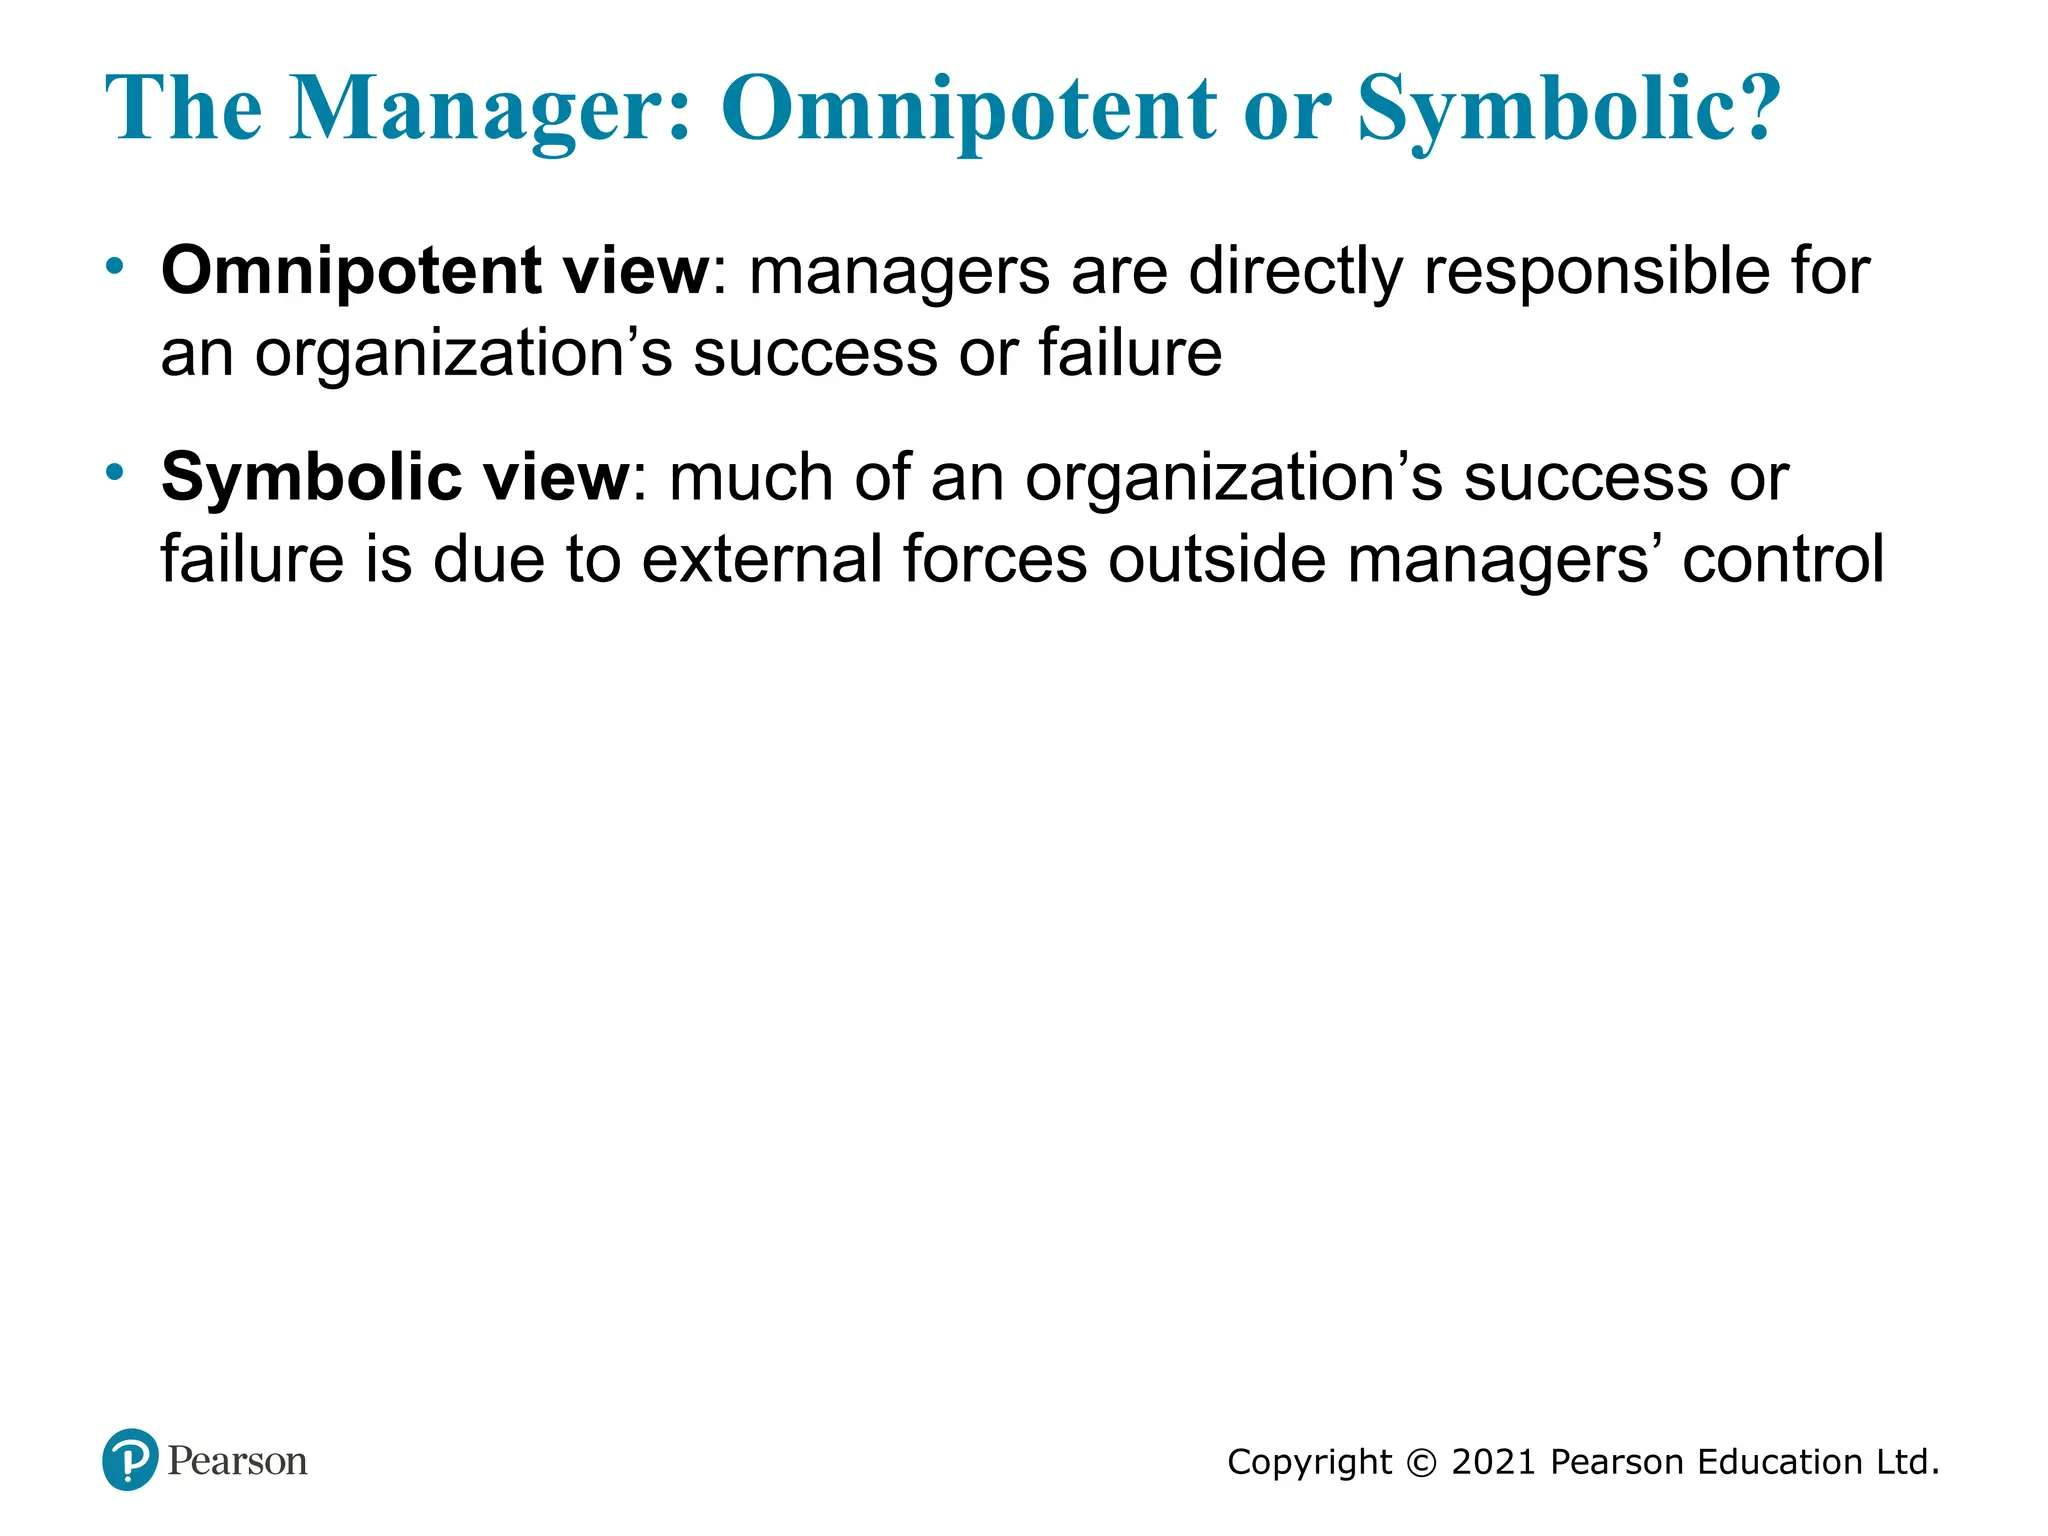 The Manager: Omnipotent or Symbolic?
• Omnipotent view: managers are directly responsible for
an organization’s success or failure
• Symbolic view: much of an organization’s success or
failure is due to external forces outside managers’ control
Pearson
Copyright © 2021 Pearson Education Ltd.